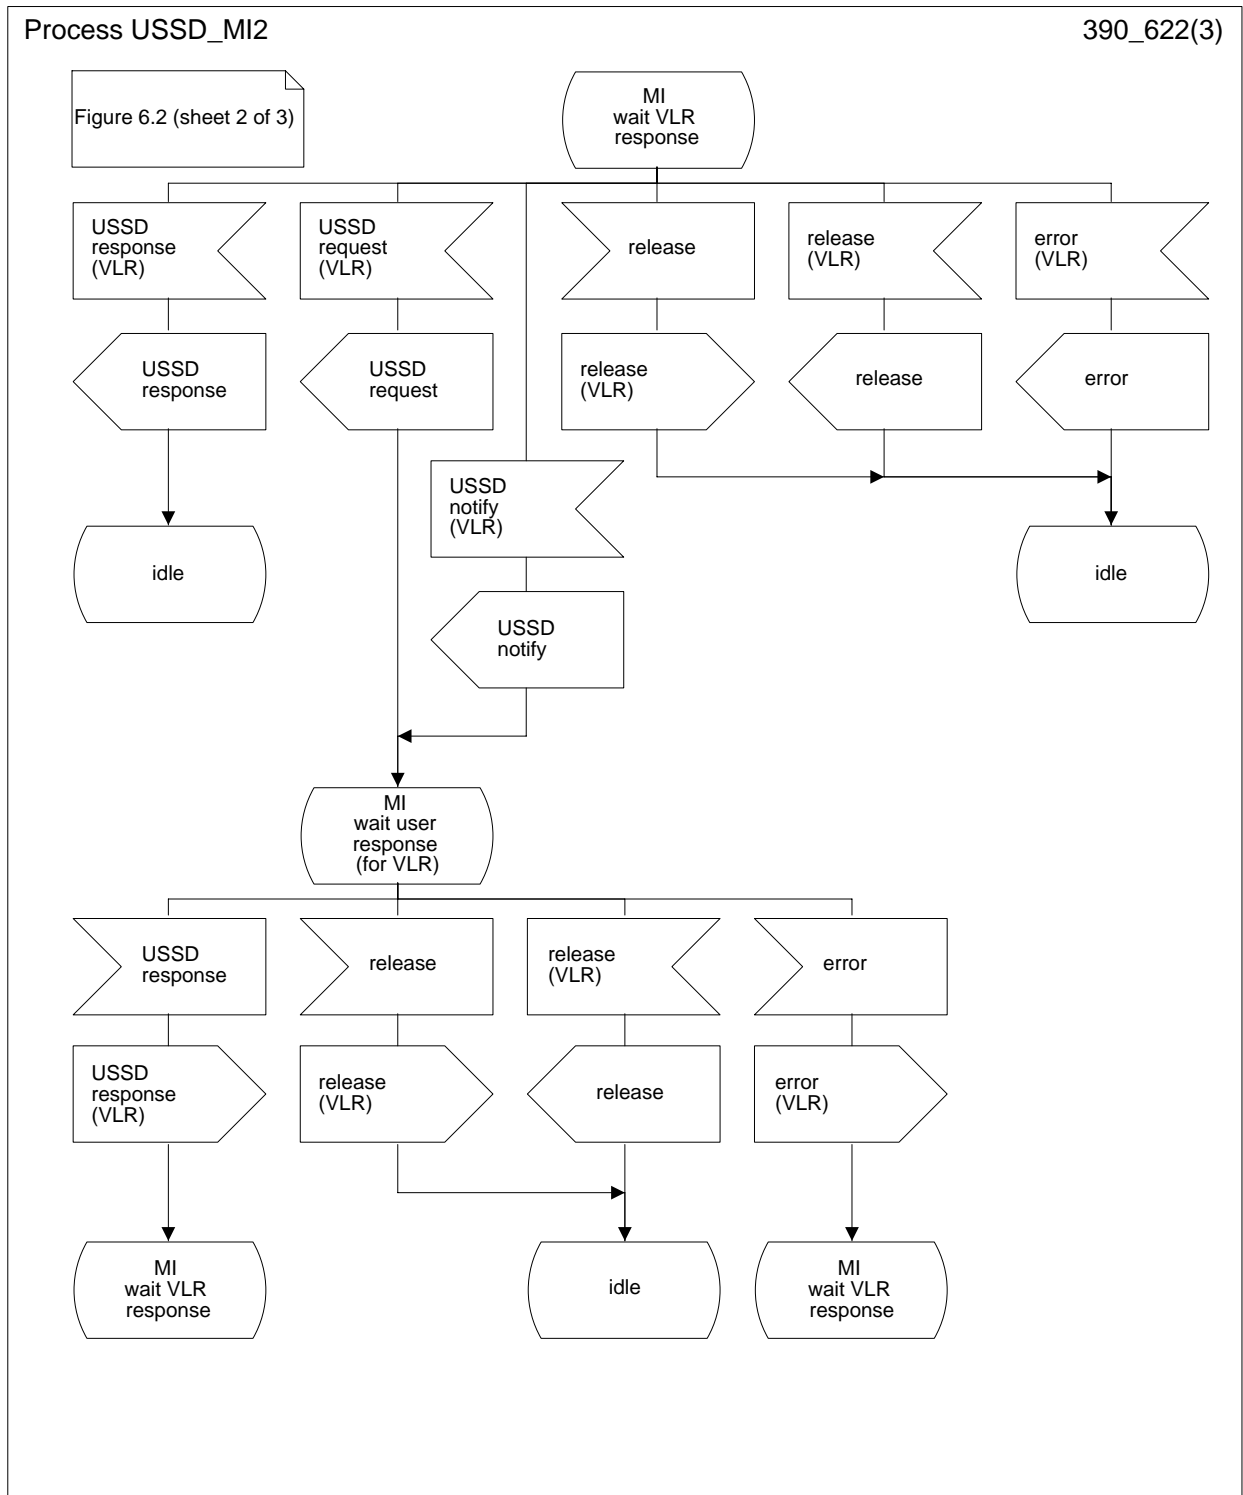 Process USSD_MI2
390_622(3)
Figure 6.2 (sheet 2 of 3)
MI
wait VLR
response
USSD
response
(VLR)
USSD
request
(VLR)
release
release
(VLR)
error
(VLR)
USSD
response
USSD
request
release
(VLR)
release
error
USSD
notify
(VLR)
idle
idle
USSD
notify
MI
wait user
response
(for VLR)
USSD
response
release
release
(VLR)
error
USSD
response
(VLR)
release
(VLR)
release
error
(VLR)
MI
wait VLR
response
idle
MI
wait VLR
response